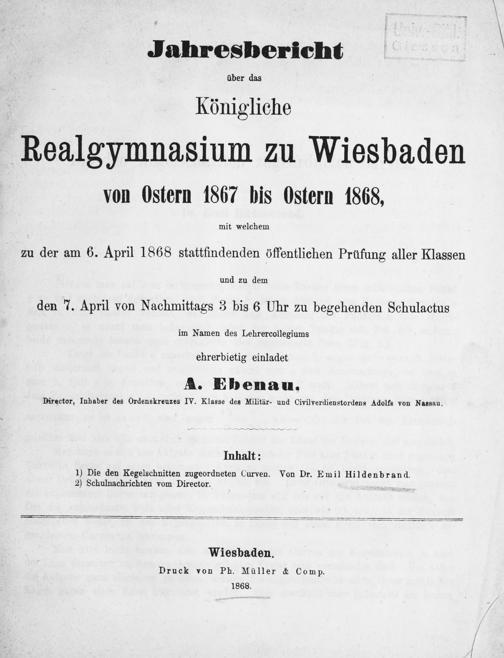 Univ.-Bibl.
Giessen
Jahresbericht
über das
Königliche
Realgymnasium zu Wiesbaden
von Ostern 1867 bis Ostern 1868,
mit welchem
zu der am 6. April 1868 stattfindenden öffentlichen Prüfung aller Klassen
und zu dem
den 7. April von Nachmittags 3 bis 6 Uhr zu begehenden Schulactus
im Namen des Lehrercollegiums
ehrerbietig einladet
A. Ebenau.
Director, Inhaber des Ordenskreuzes IV. Klasse des Militär- und Civilverdienstordens Adolfs von Nassau.
Inhalt:
1) Die den Kegelschnitten zugeordneten Curven. Von Dr. Emil Hildenbrand.
2) Schulnachrichten vom Director.
Wiesbaden.
Druck von Ph. Müller & Comp.
1868.